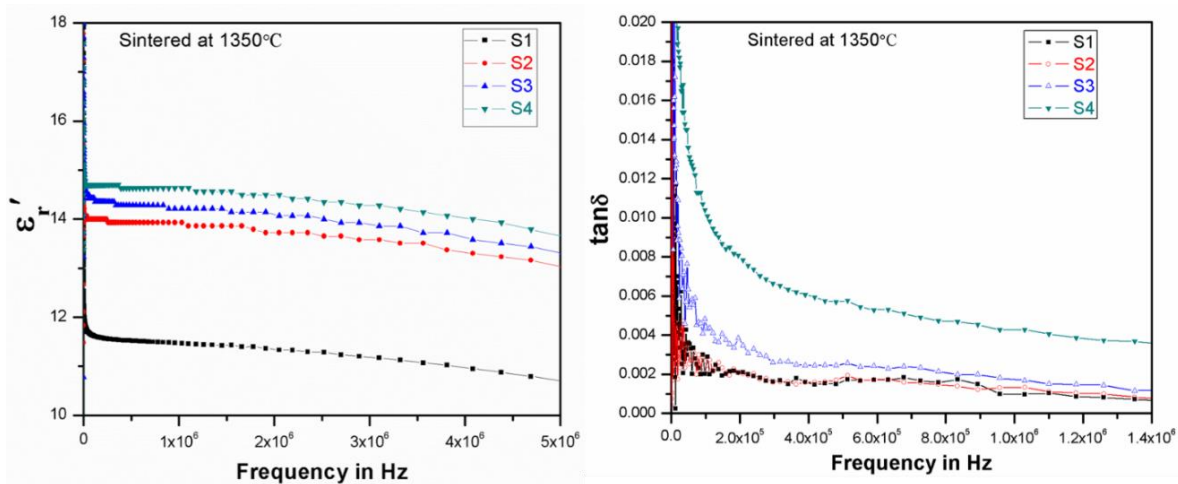 18
16
14
12
10
ε′r
Sintered at 1350°C
S1
S2
S3
S4
0
1x10⁶
2x10⁶
3x10⁶
4x10⁶
5x10⁶
Frequency in Hz
0.020
0.018
0.016
0.014
0.012
0.010
0.008
0.006
0.004
0.002
0.000
tanδ
Sintered at 1350°C
S1
S2
S3
S4
0.0
2.0x10⁵
4.0x10⁵
6.0x10⁵
8.0x10⁵
1.0x10⁶
1.2x10⁶
1.4x10⁶
Frequency in Hz